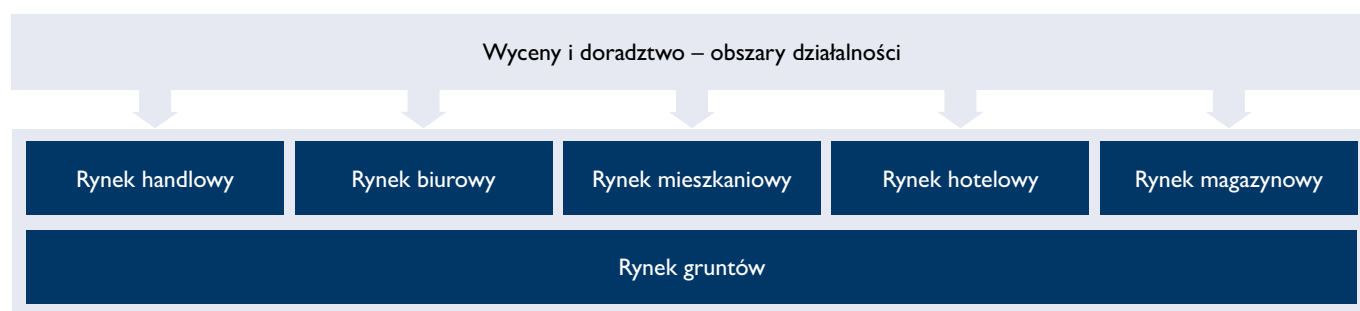 Wyceny i doradztwo – obszary działalności
Rynek handlowy
Rynek biurowy
Rynek mieszkaniowy
Rynek hotelowy
Rynek magazynowy
Rynek gruntów